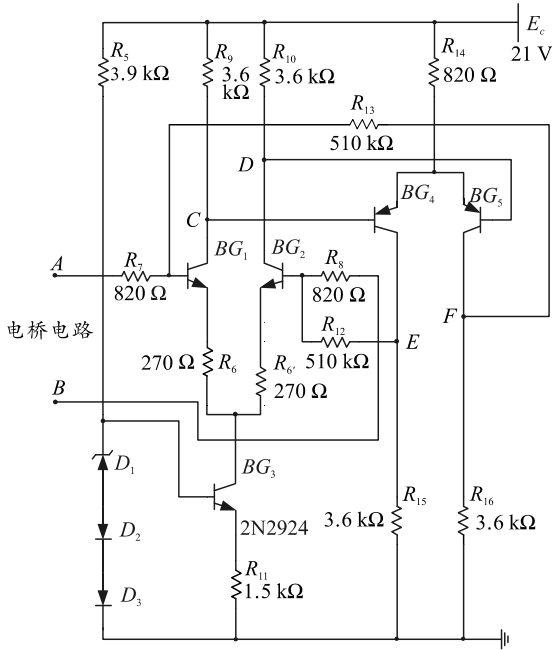 E_c
21 V
R_5
3.9 kΩ
R_9
3.6
kΩ
R_10
3.6 kΩ
R_14
820 Ω
R_13
510 kΩ
D
BG_4
BG_5
C
BG_1
BG_2
A
R_7
820 Ω
R_8
820 Ω
F
电桥电路
R_12
510 kΩ
E
270 Ω
R_6
R_6'
270 Ω
B
D_1
BG_3
R_15
3.6 kΩ
R_16
3.6 kΩ
D_2
2N2924
R_11
1.5 kΩ
D_3